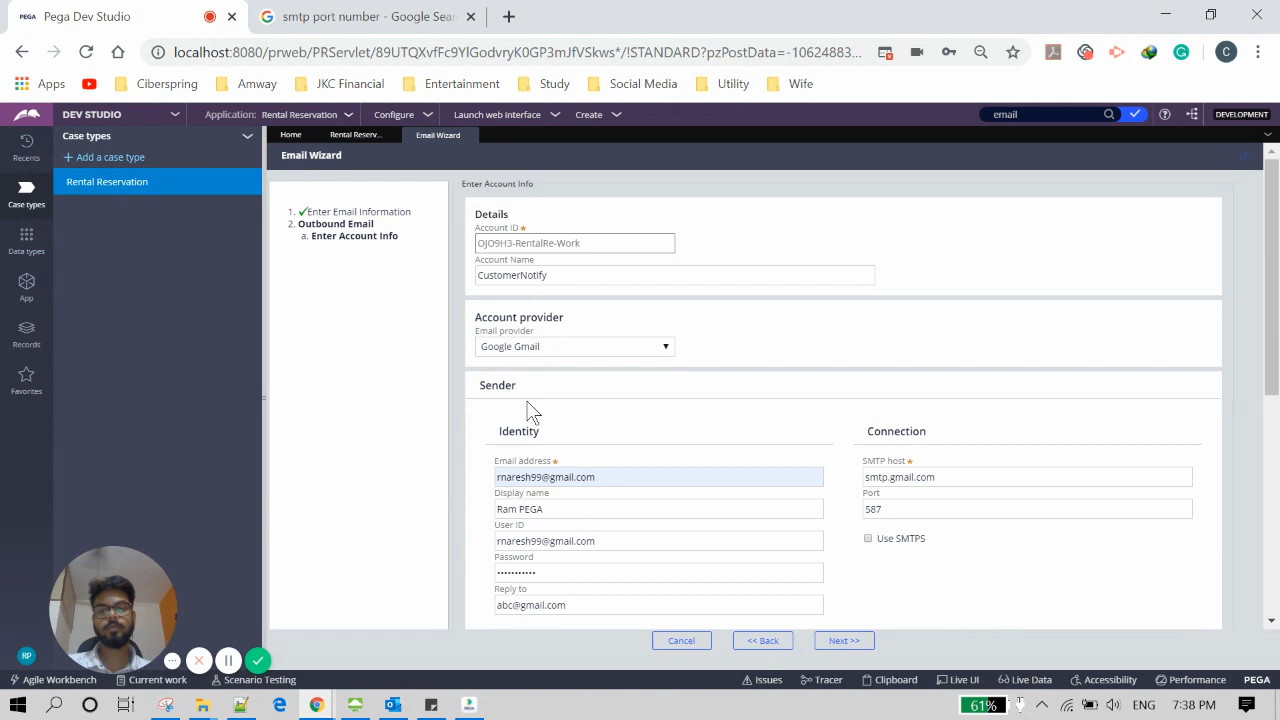 PEGA Pega Dev Studio
G smtp port number - Google Sear
localhost:8080/prweb/PRServlet/89UTQXvfFc9YlGodvryK0GP3mJfVSkws*/!STANDARD?pzPostData=-10624883...
C
Apps Ciberspring Amway JKC Financial Entertainment Study Social Media Utility Wife
DEV STUDIO Application: Rental Reservation Configure Launch web interface Create email DEVELOPMENT
Recents
Case types
Data types
App
Records
Favorites
RP
Case types
+ Add a case type
Rental Reservation
Home Rental Reserv... Email Wizard
Email Wizard
1. Enter Email Information
2. Outbound Email
a. Enter Account Info
Enter Account Info
Details
Account ID *
OJO9H3-RentalRe-Work
Account Name
CustomerNotify
Account provider
Email provider
Google Gmail
Sender
Identity
Email address *
rnaresh99@gmail.com
Display name
Ram PEGA
User ID
rnaresh99@gmail.com
Password
•••••••••••
Reply to
abc@gmail.com
Connection
SMTP host *
smtp.gmail.com
Port
587
Use SMTPS
Cancel << Back Next >>
Agile Workbench Current work Scenario Testing Issues Tracer Clipboard Live UI Live Data Accessibility Performance PEGA
61% ENG 7:38 PM